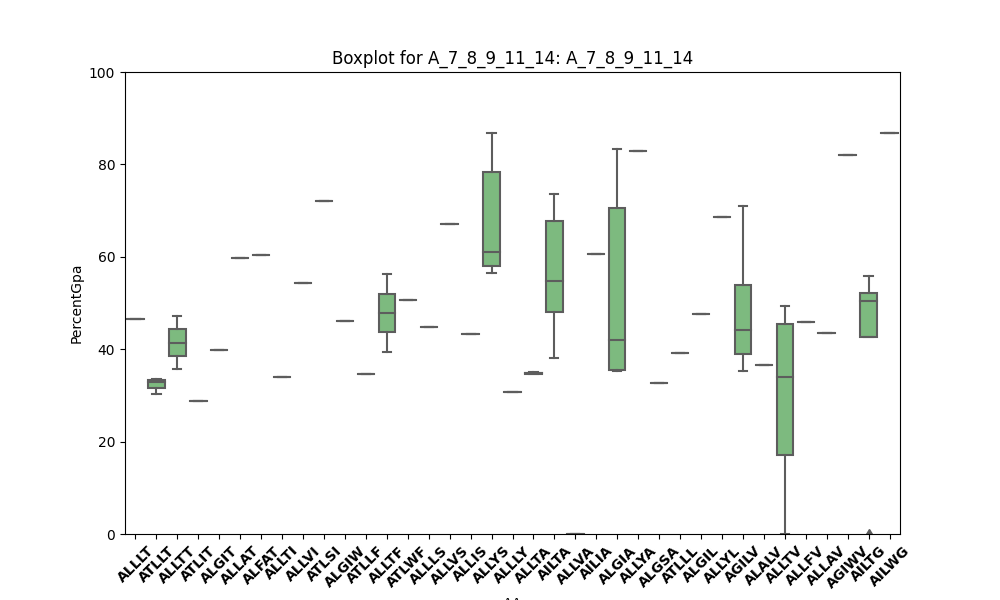 Boxplot for A_7_8_9_11_14: A_7_8_9_11_14
100
80
60
40
20
0
PercentGpa
ALLLT
ATLLT
ALLTT
ATLIT
ALGIT
ALLAT
ALFAT
ALLTI
ALLVI
ATLSI
ALGIW
ATLLF
ALLTF
ATLWF
ALLLS
ALLVS
ALLIS
ALLYS
ALLLY
ALLTA
AILTA
ALLVA
AILIA
ALGIA
ALLYA
ALGSA
ATLLL
ALGIL
ALLYL
AGILV
ALALV
ALLTV
ALLFV
ALLAV
AGIWV
AILTG
AILWG